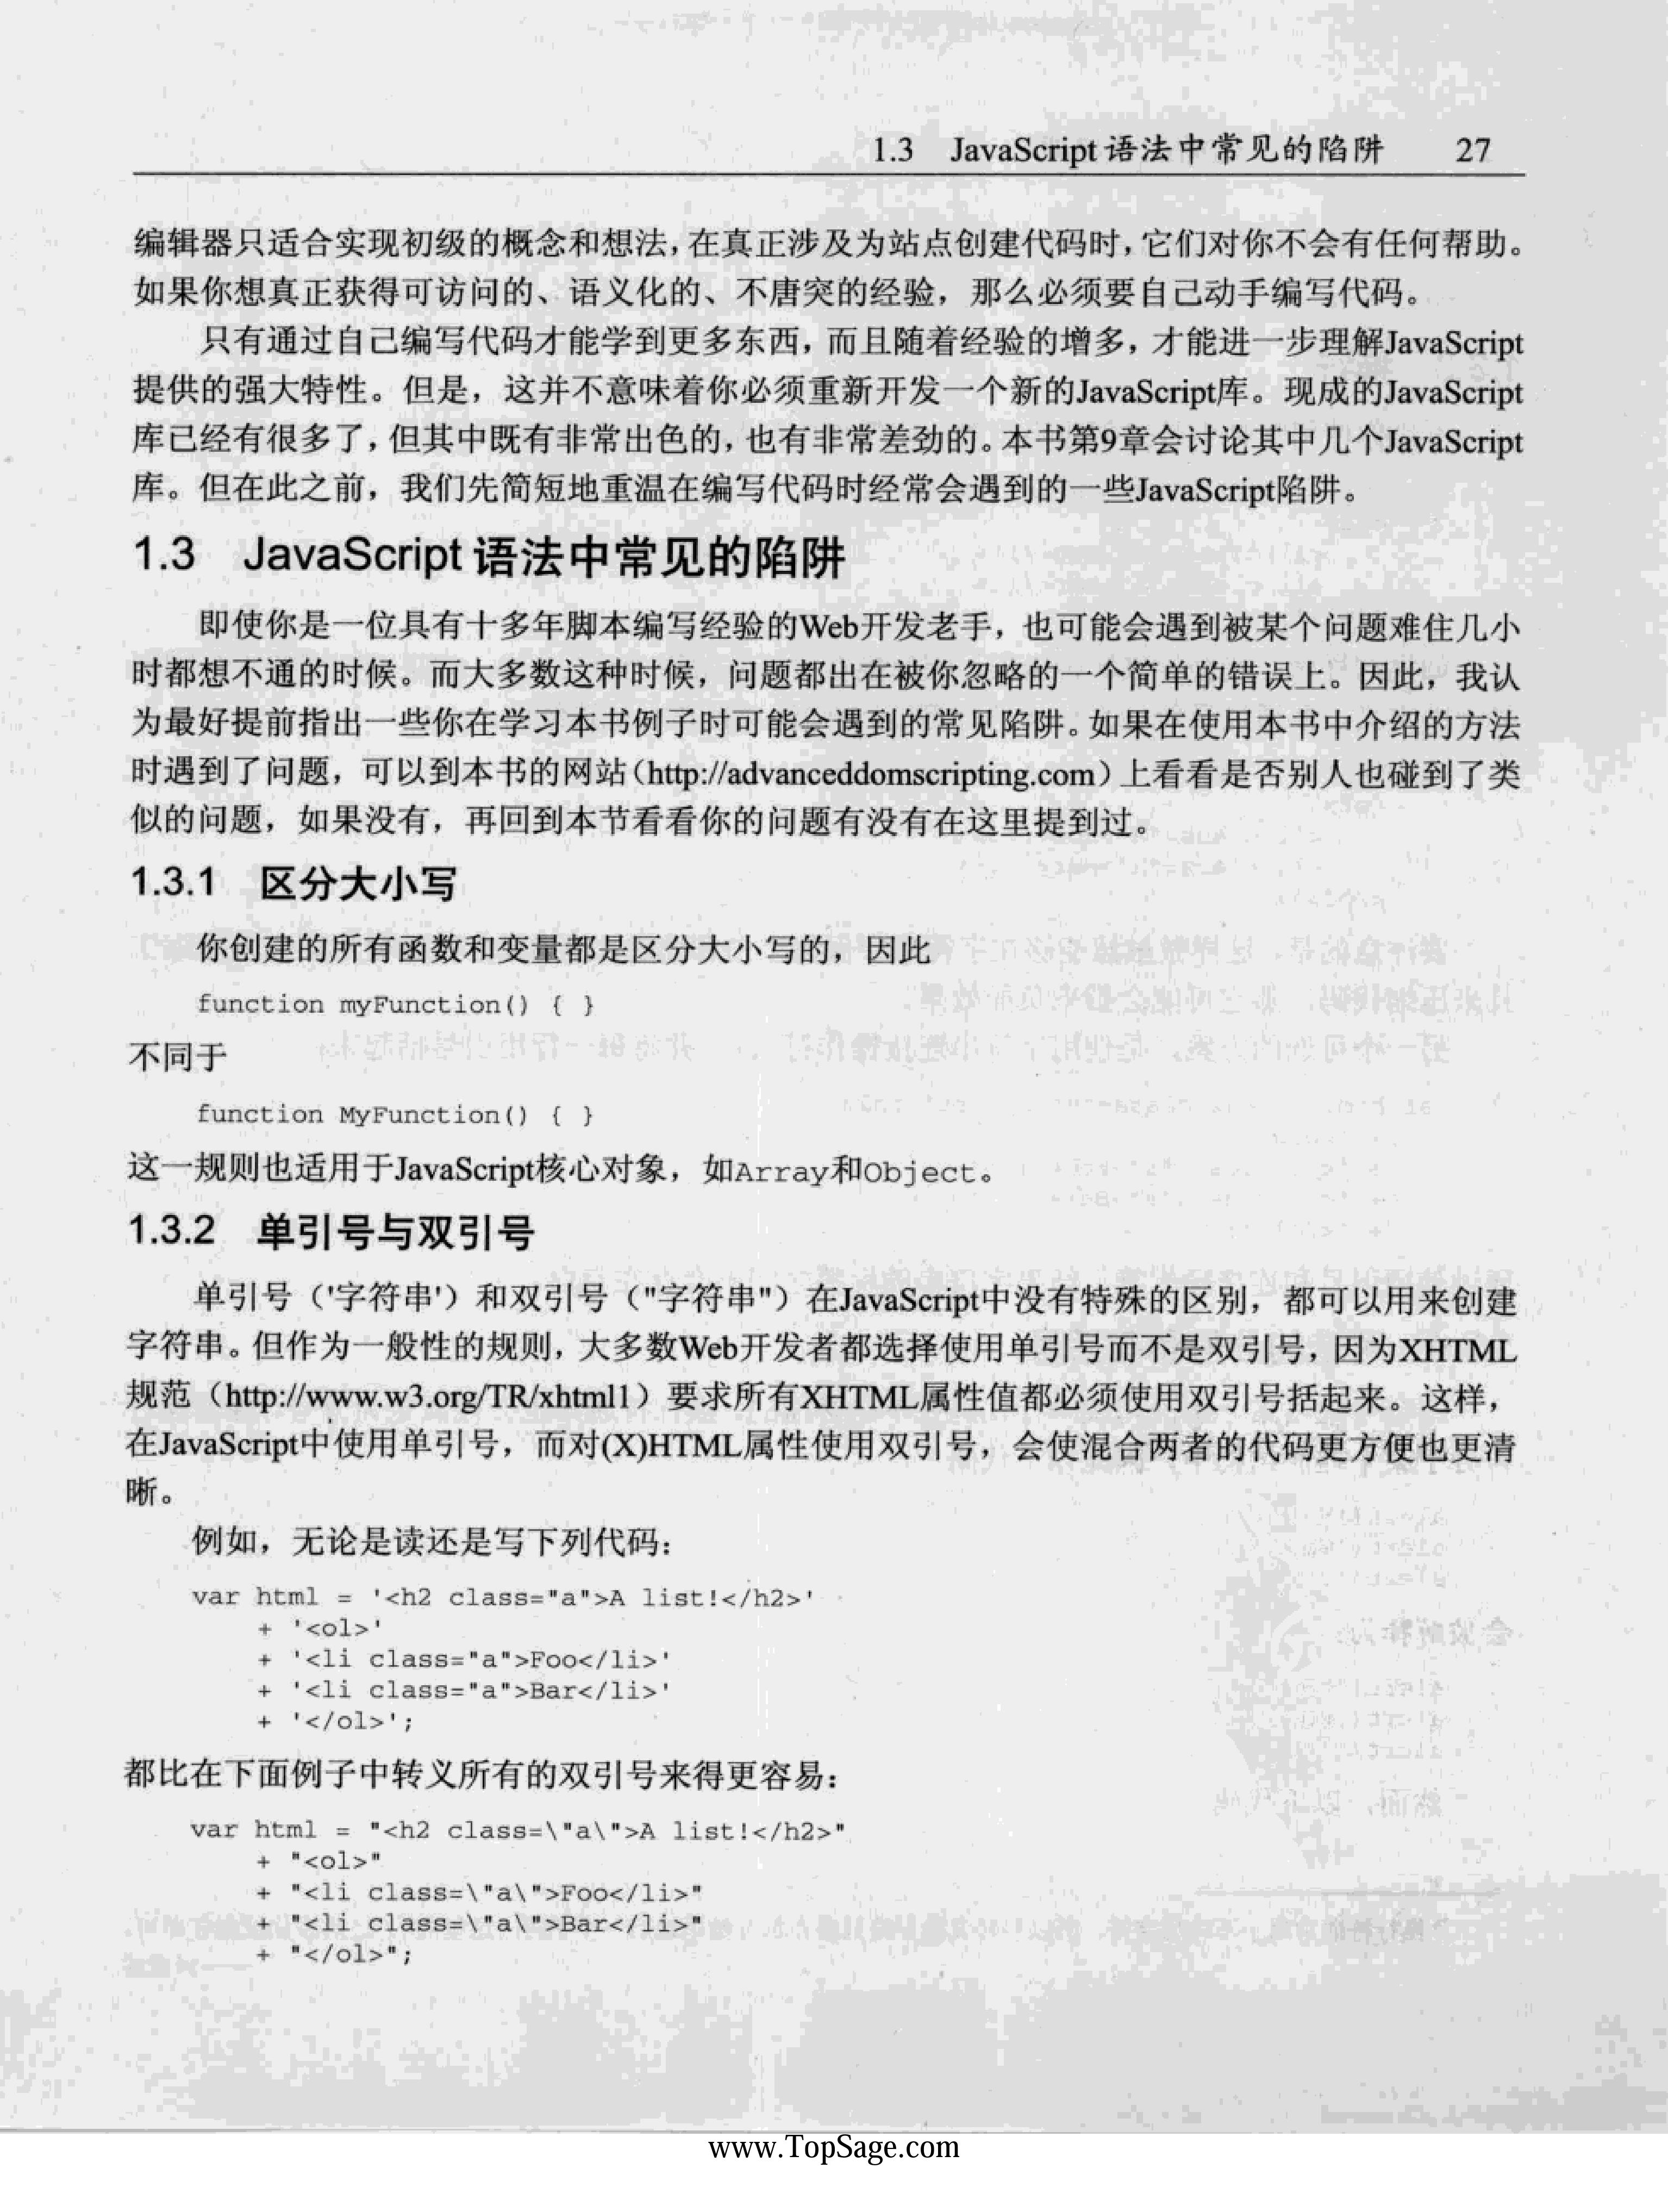 1.3 JavaScript 语法中常见的陷阱 27
编辑器只适合实现初级的概念和想法，在真正涉及为站点创建代码时，它们对你不会有任何帮助。
如果你想真正获得可访问的、语义化的、不唐突的经验，那么必须要自己动手编写代码。
只有通过自己编写代码才能学到更多东西，而且随着经验的增多，才能进一步理解JavaScript
提供的强大特性。但是，这并不意味着你必须重新开发一个新的JavaScript库。现成的JavaScript
库已经有很多了，但其中既有非常出色的，也有非常差劲的。本书第9章会讨论其中几个JavaScript
库。但在此之前，我们先简短地重温在编写代码时经常会遇到的一些JavaScript陷阱。
1.3 JavaScript 语法中常见的陷阱
即使你是一位具有十多年脚本编写经验的Web开发老手，也可能会遇到被某个问题难住几小
时都想不通的时候。而大多数这种时候，问题都出在被你忽略的一个简单的错误上。因此，我认
为最好提前指出一些你在学习本书例子时可能会遇到的常见陷阱。如果在使用本书中介绍的方法
时遇到了问题，可以到本书的网站（http://advanceddomscripting.com）上看看是否别人也碰到了类
似的问题，如果没有，再回到本节看看你的问题有没有在这里提到过。
1.3.1 区分大小写
你创建的所有函数和变量都是区分大小写的，因此
function myFunction() { }
不同于
function MyFunction() { }
这一规则也适用于JavaScript核心对象，如Array和Object。
1.3.2 单引号与双引号
单引号（'字符串'）和双引号（"字符串"）在JavaScript中没有特殊的区别，都可以用来创建
字符串。但作为一般性的规则，大多数Web开发者都选择使用单引号而不是双引号，因为XHTML
规范（http://www.w3.org/TR/xhtml1）要求所有XHTML属性值都必须使用双引号括起来。这样，
在JavaScript中使用单引号，而对(X)HTML属性使用双引号，会使混合两者的代码更方便也更清
晰。
例如，无论是读还是写下列代码：
var html = '<h2 class="a">A list!</h2>'
+ '<ol>'
+ '<li class="a">Foo</li>'
+ '<li class="a">Bar</li>'
+ '</ol>';
都比在下面例子中转义所有的双引号来得更容易：
var html = "<h2 class=\"a\">A list!</h2>"
+ "<ol>"
+ "<li class=\"a\">Foo</li>"
+ "<li class=\"a\">Bar</li>"
+ "</ol>";
www.TopSage.com